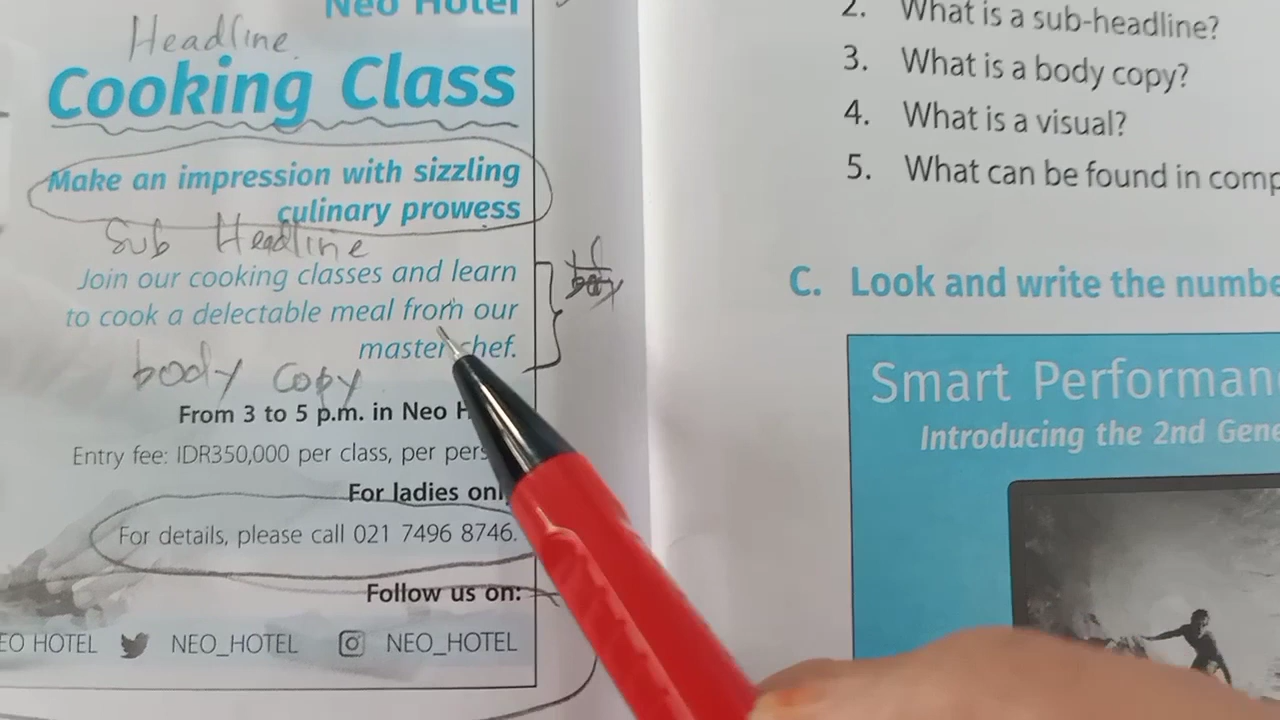 Neo Hotel
Headline
Cooking Class
Make an impression with sizzling
culinary prowess
Sub Headline
Join our cooking classes and learn
to cook a delectable meal from our
master chef.
body copy
From 3 to 5 p.m. in Neo H
Entry fee: IDR350,000 per class, per pers
For ladies only
For details, please call 021 7496 8746.
Follow us on:
EO HOTEL NEO_HOTEL NEO_HOTEL
2. What is a sub-headline?
3. What is a body copy?
4. What is a visual?
5. What can be found in comp
C. Look and write the numbe
Smart Performan
Introducing the 2nd Gene